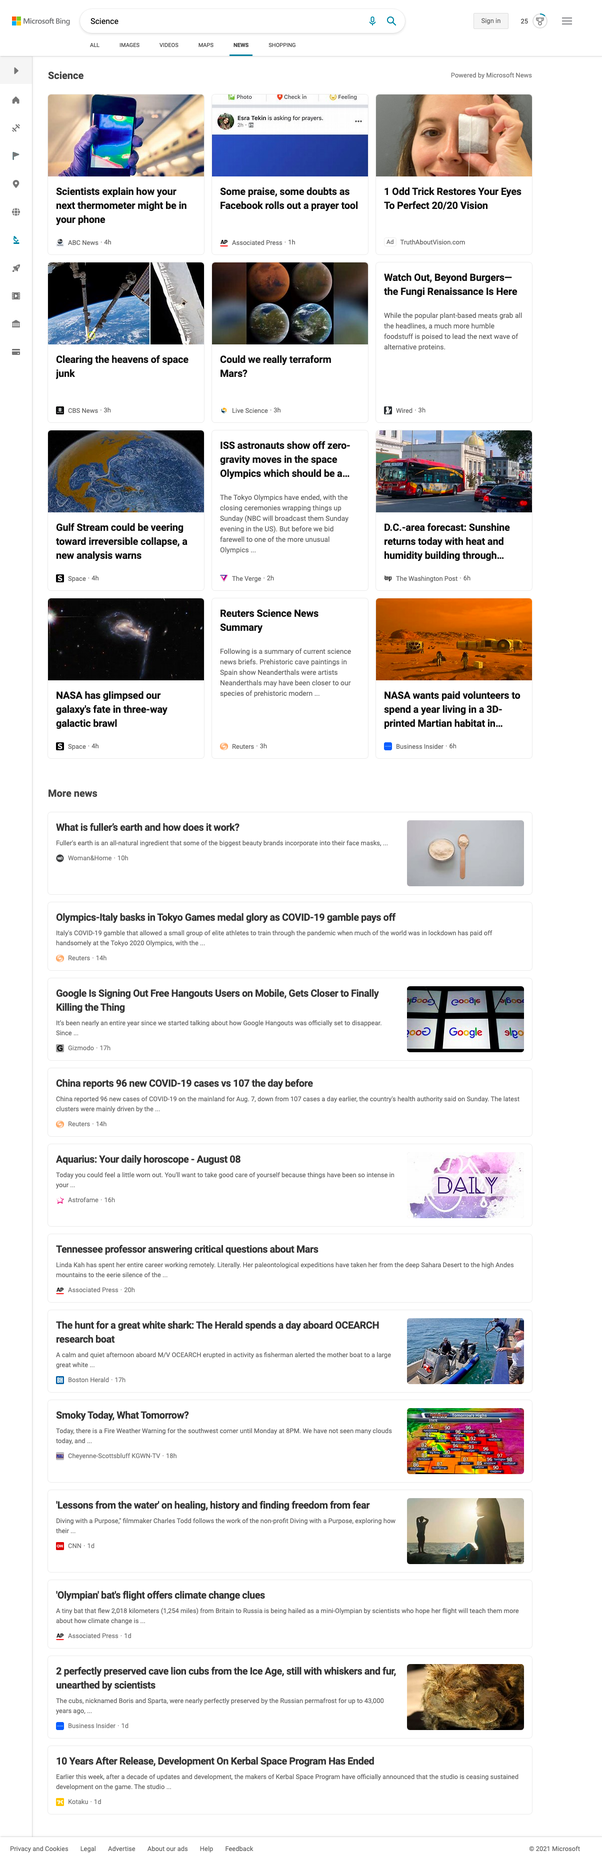 Microsoft Bing
Science
Sign in
25
ALL
IMAGES
VIDEOS
MAPS
NEWS
SHOPPING
Science
Powered by Microsoft News
Scientists explain how your
next thermometer might be in
your phone
ABC News · 4h
Photo
Check in
Feeling
Esra Tekin is asking for prayers.
2h
Some praise, some doubts as
Facebook rolls out a prayer tool
AP Associated Press · 1h
1 Odd Trick Restores Your Eyes
To Perfect 20/20 Vision
Ad TruthAboutVision.com
Clearing the heavens of space
junk
CBS News · 3h
Could we really terraform
Mars?
Live Science · 3h
Watch Out, Beyond Burgers—
the Fungi Renaissance Is Here
While the popular plant-based meats grab all
the headlines, a much more humble
foodstuff is poised to lead the next wave of
alternative proteins.
Wired · 3h
Gulf Stream could be veering
toward irreversible collapse, a
new analysis warns
Space · 4h
ISS astronauts show off zero-
gravity moves in the space
Olympics which should be a...
The Tokyo Olympics have ended, with the
closing ceremonies wrapping things up
Sunday (NBC will broadcast them Sunday
evening in the US). But before we bid
farewell to one of the more unusual
Olympics ...
The Verge · 2h
D.C.-area forecast: Sunshine
returns today with heat and
humidity building through...
wp The Washington Post · 6h
NASA has glimpsed our
galaxy's fate in three-way
galactic brawl
Space · 4h
Reuters Science News
Summary
Following is a summary of current science
news briefs. Prehistoric cave paintings in
Spain show Neanderthals were artists
Neanderthals may have been closer to our
species of prehistoric modern ...
Reuters · 3h
NASA wants paid volunteers to
spend a year living in a 3D-
printed Martian habitat in...
Business Insider · 6h
More news
What is fuller's earth and how does it work?
Fuller's earth is an all-natural ingredient that some of the biggest beauty brands incorporate into their face masks, ...
Woman&Home · 10h
Olympics-Italy basks in Tokyo Games medal glory as COVID-19 gamble pays off
Italy's COVID-19 gamble that allowed a small group of elite athletes to train through the pandemic when much of the world was in lockdown has paid off
handsomely at the Tokyo 2020 Olympics, with the ...
Reuters · 14h
Google Is Signing Out Free Hangouts Users on Mobile, Gets Closer to Finally
Killing the Thing
It's been nearly an entire year since we started talking about how Google Hangouts was officially set to disappear.
Since ...
G Gizmodo · 17h
Google
China reports 96 new COVID-19 cases vs 107 the day before
China reported 96 new cases of COVID-19 on the mainland for Aug. 7, down from 107 cases a day earlier, the country's health authority said on Sunday. The latest
clusters were mainly driven by the ...
Reuters · 14h
Aquarius: Your daily horoscope - August 08
Today you could feel a little worn out. You'll want to take good care of yourself because things have been so intense in
your ...
Astrofame · 16h
DAILY
Tennessee professor answering critical questions about Mars
Linda Kah has spent her entire career working remotely. Literally. Her paleontological expeditions have taken her from the deep Sahara Desert to the high Andes
mountains to the eerie silence of the ...
AP Associated Press · 20h
The hunt for a great white shark: The Herald spends a day aboard OCEARCH
research boat
A calm and quiet afternoon aboard M/V OCEARCH erupted in activity as fisherman alerted the mother boat to a large
great white ...
Boston Herald · 17h
Smoky Today, What Tomorrow?
Today, there is a Fire Weather Warning for the southwest corner until Monday at 8PM. We have not seen many clouds
today, and ...
Cheyenne-Scottsbluff KGWN-TV · 18h
'Lessons from the water' on healing, history and finding freedom from fear
Diving with a Purpose,' filmmaker Charles Todd follows the work of the non-profit Diving with a Purpose, exploring how
their ...
CNN CNN · 1d
'Olympian' bat's flight offers climate change clues
A tiny bat that flew 2,018 kilometers (1,254 miles) from Britain to Russia is being hailed as a mini-Olympian by scientists who hope her flight will teach them more
about how climate change is ...
AP Associated Press · 1d
2 perfectly preserved cave lion cubs from the Ice Age, still with whiskers and fur,
unearthed by scientists
The cubs, nicknamed Boris and Sparta, were nearly perfectly preserved by the Russian permafrost for up to 43,000
years ago, ...
Business Insider · 1d
10 Years After Release, Development On Kerbal Space Program Has Ended
Earlier this week, after a decade of updates and development, the makers of Kerbal Space Program have officially announced that the studio is ceasing sustained
development on the game. The studio ...
Kotaku · 1d
Privacy and Cookies
Legal
Advertise
About our ads
Help
Feedback
© 2021 Microsoft